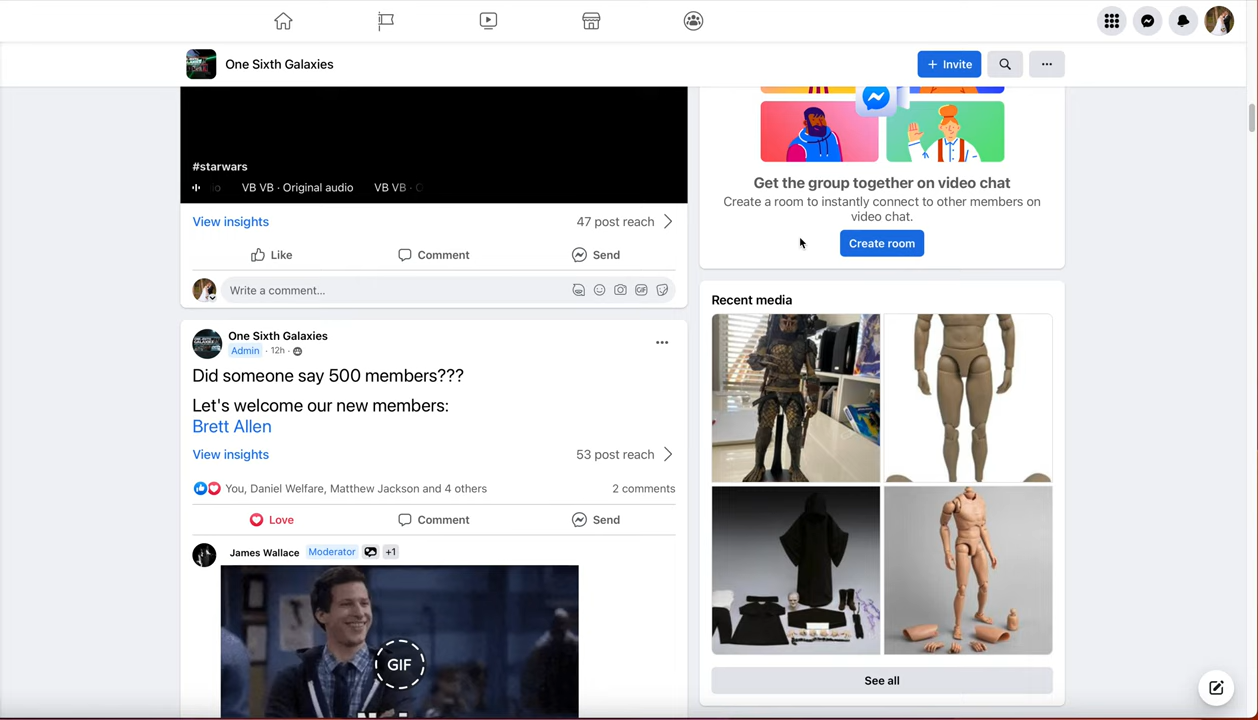 One Sixth Galaxies
+ Invite
#starwars
VB VB · Original audio VB VB ·
View insights 47 post reach
Like Comment Send
Write a comment...
GIF
One Sixth Galaxies
Admin · 12h ·
Did someone say 500 members???
Let's welcome our new members:
Brett Allen
View insights 53 post reach
You, Daniel Welfare, Matthew Jackson and 4 others 2 comments
Love Comment Send
James Wallace Moderator +1
GIF
Get the group together on video chat
Create a room to instantly connect to other members on
video chat.
Create room
Recent media
See all